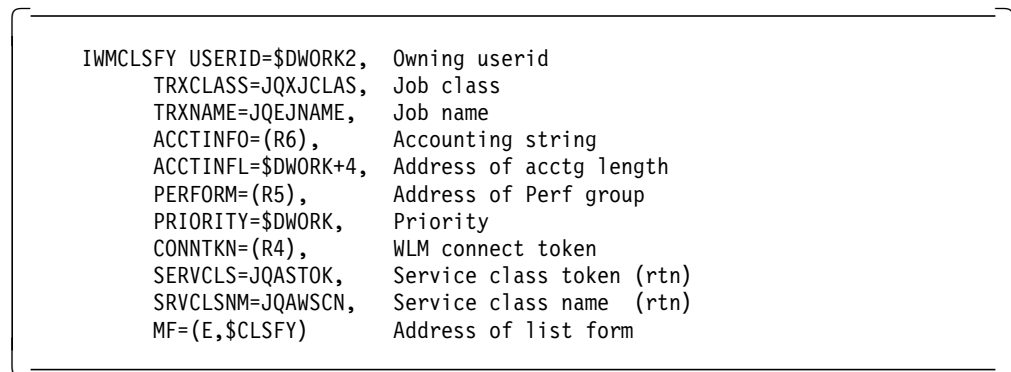 IWMCLSFY USERID=$DWORK2,  Owning userid
      TRXCLASS=JQXJCLAS,  Job class
      TRXNAME=JQEJNAME,   Job name
      ACCTINFO=(R6),      Accounting string
      ACCTINFL=$DWORK+4,  Address of acctg length
      PERFORM=(R5),       Address of Perf group
      PRIORITY=$DWORK,    Priority
      CONNTKN=(R4),       WLM connect token
      SERVCLS=JQASTOK,    Service class token (rtn)
      SRVCLSNM=JQAWSCN,   Service class name  (rtn)
      MF=(E,$CLSFY)       Address of list form